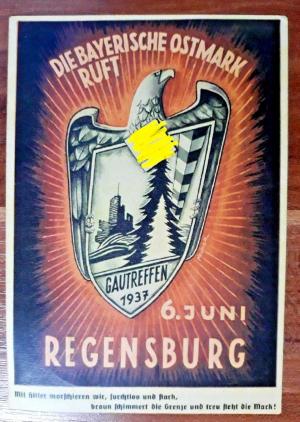 DIE BAYERISCHE OSTMARK
RUFT
GAUTREFFEN
1937
6. JUNI
REGENSBURG
Mit Hitler marschieren wir, furchtlos und stark,
braun schimmert die Grenze und treu steht die Mark!